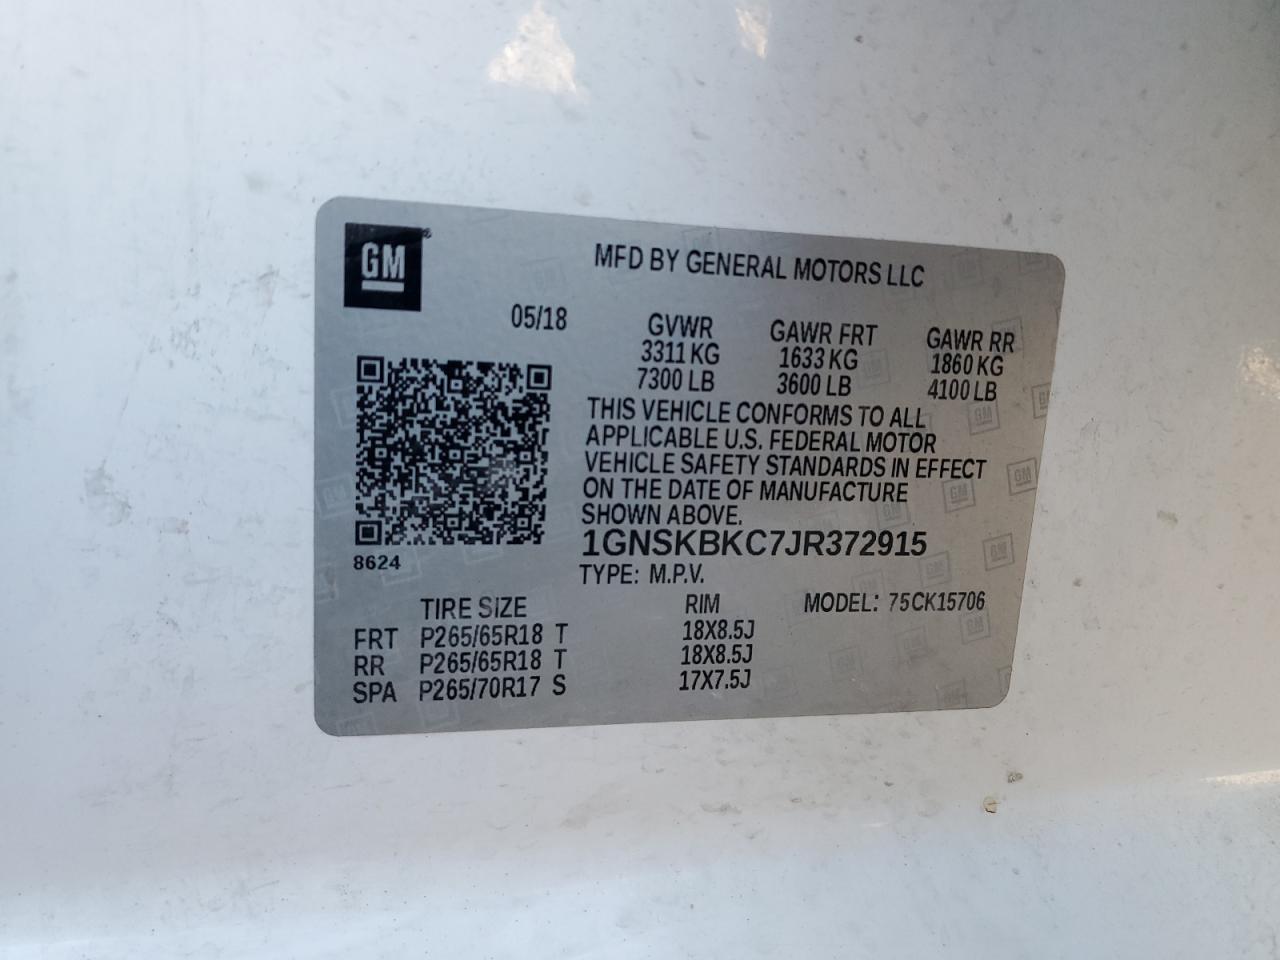 GM
MFD BY GENERAL MOTORS LLC
05/18
GVWR GAWR FRT GAWR RR
3311 KG 1633 KG 1860 KG
7300 LB 3600 LB 4100 LB
THIS VEHICLE CONFORMS TO ALL
APPLICABLE U.S. FEDERAL MOTOR
VEHICLE SAFETY STANDARDS IN EFFECT
ON THE DATE OF MANUFACTURE
SHOWN ABOVE.
1GNSKBKC7JR372915
8624
TYPE: M.P.V.
TIRE SIZE RIM MODEL: 75CK15706
FRT P265/65R18 T 18X8.5J
RR P265/65R18 T 18X8.5J
SPA P265/70R17 S 17X7.5J